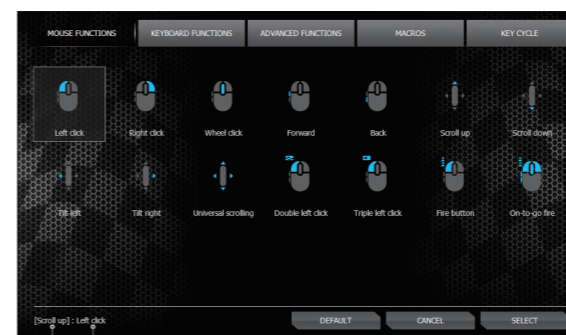 MOUSE FUNCTIONS KEYBOARD FUNCTIONS ADVANCED FUNCTIONS MACROS KEY CYCLE
Left click Right click Wheel click Forward Back Scroll up Scroll down
Tilt left Tilt right Universal scrolling Double left click Triple left click Fire button On-to-go fire
[Scroll up] : Left click DEFAULT CANCEL SELECT